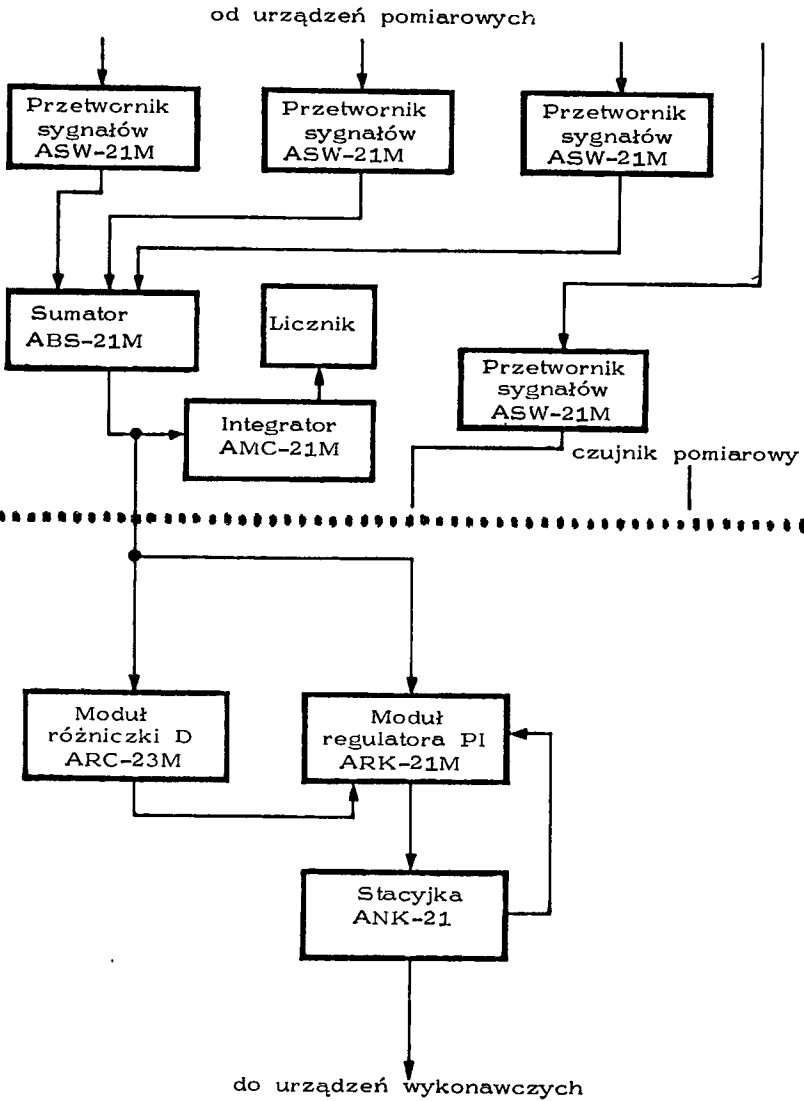 od urządzeń pomiarowych
Przetwornik
sygnałów
ASW-21M
Przetwornik
sygnałów
ASW-21M
Przetwornik
sygnałów
ASW-21M
Sumator
ABS-21M
Licznik
Przetwornik
sygnałów
ASW-21M
Integrator
AMC-21M
czujnik pomiarowy
Moduł
różniczki D
ARC-23M
Moduł
regulatora PI
ARK-21M
Stacyjka
ANK-21
do urządzeń wykonawczych